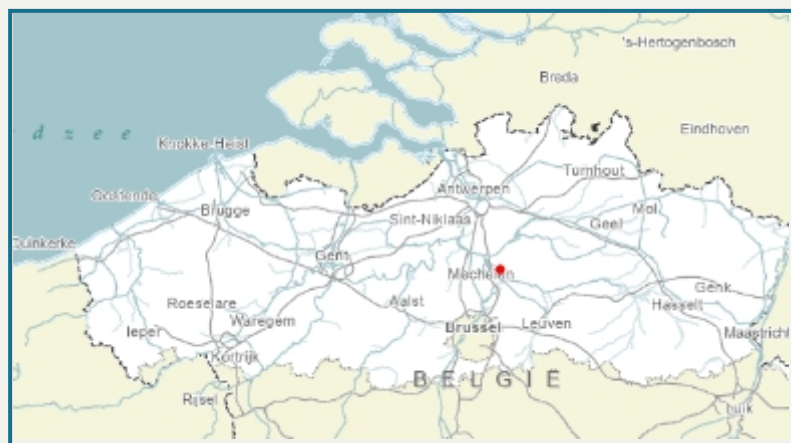 's-Hertogenbosch
Breda
Eindhoven
d z e e
Knokke-Heist
Turnhout
Antwerpen
Oostende
Mol
Brugge
Sint-Niklaas
Geel
Duinkerke
Gent
Mechelen
Genk
Roeselare
Aalst
Hasselt
Waregem
Ieper
Brussel
Leuven
Maastricht
Kortrijk
BELGIË
Rijsel
Luik